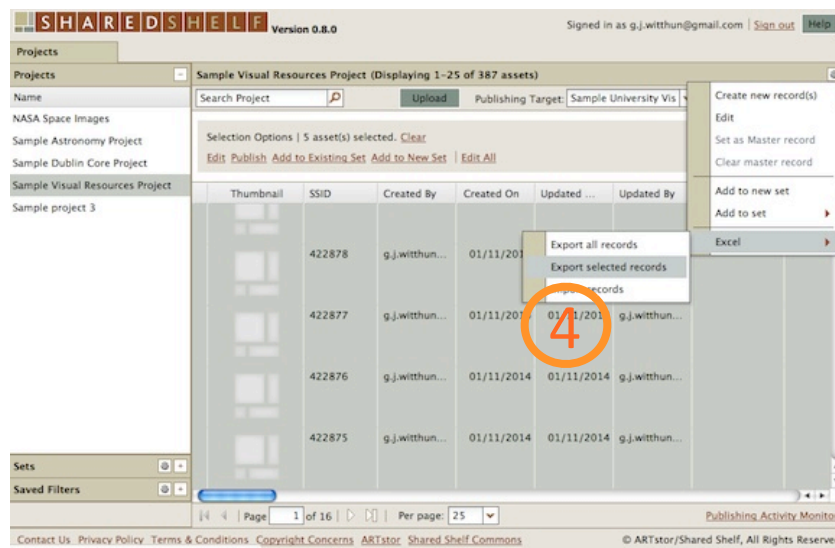 SHAREDSHELF Version 0.8.0
Signed in as g.j.witthun@gmail.com | Sign out Help
Projects
Projects
Name
NASA Space Images
Sample Astronomy Project
Sample Dublin Core Project
Sample Visual Resources Project
Sample project 3
Sets
Saved Filters
Sample Visual Resources Project (Displaying 1-25 of 387 assets)
Search Project Upload Publishing Target: Sample University Vis
Selection Options | 5 asset(s) selected. Clear
Edit Publish Add to Existing Set Add to New Set | Edit All
Thumbnail SSID Created By Created On Updated ... Updated By
422878 g.j.witthun... 01/11/201
422877 g.j.witthun... 01/11/201 g.j.witthun...
422876 g.j.witthun... 01/11/2014 01/11/2014 g.j.witthun...
422875 g.j.witthun... 01/11/2014 01/11/2014 g.j.witthun...
Create new record(s)
Edit
Set as Master record
Clear master record
Add to new set
Add to set
Excel
Export all records
Export selected records
records
4
Page 1 of 16 | Per page: 25
Publishing Activity Monito
Contact Us Privacy Policy Terms & Conditions Copyright Concerns ARTstor Shared Shelf Commons
© ARTstor/Shared Shelf, All Rights Reserve